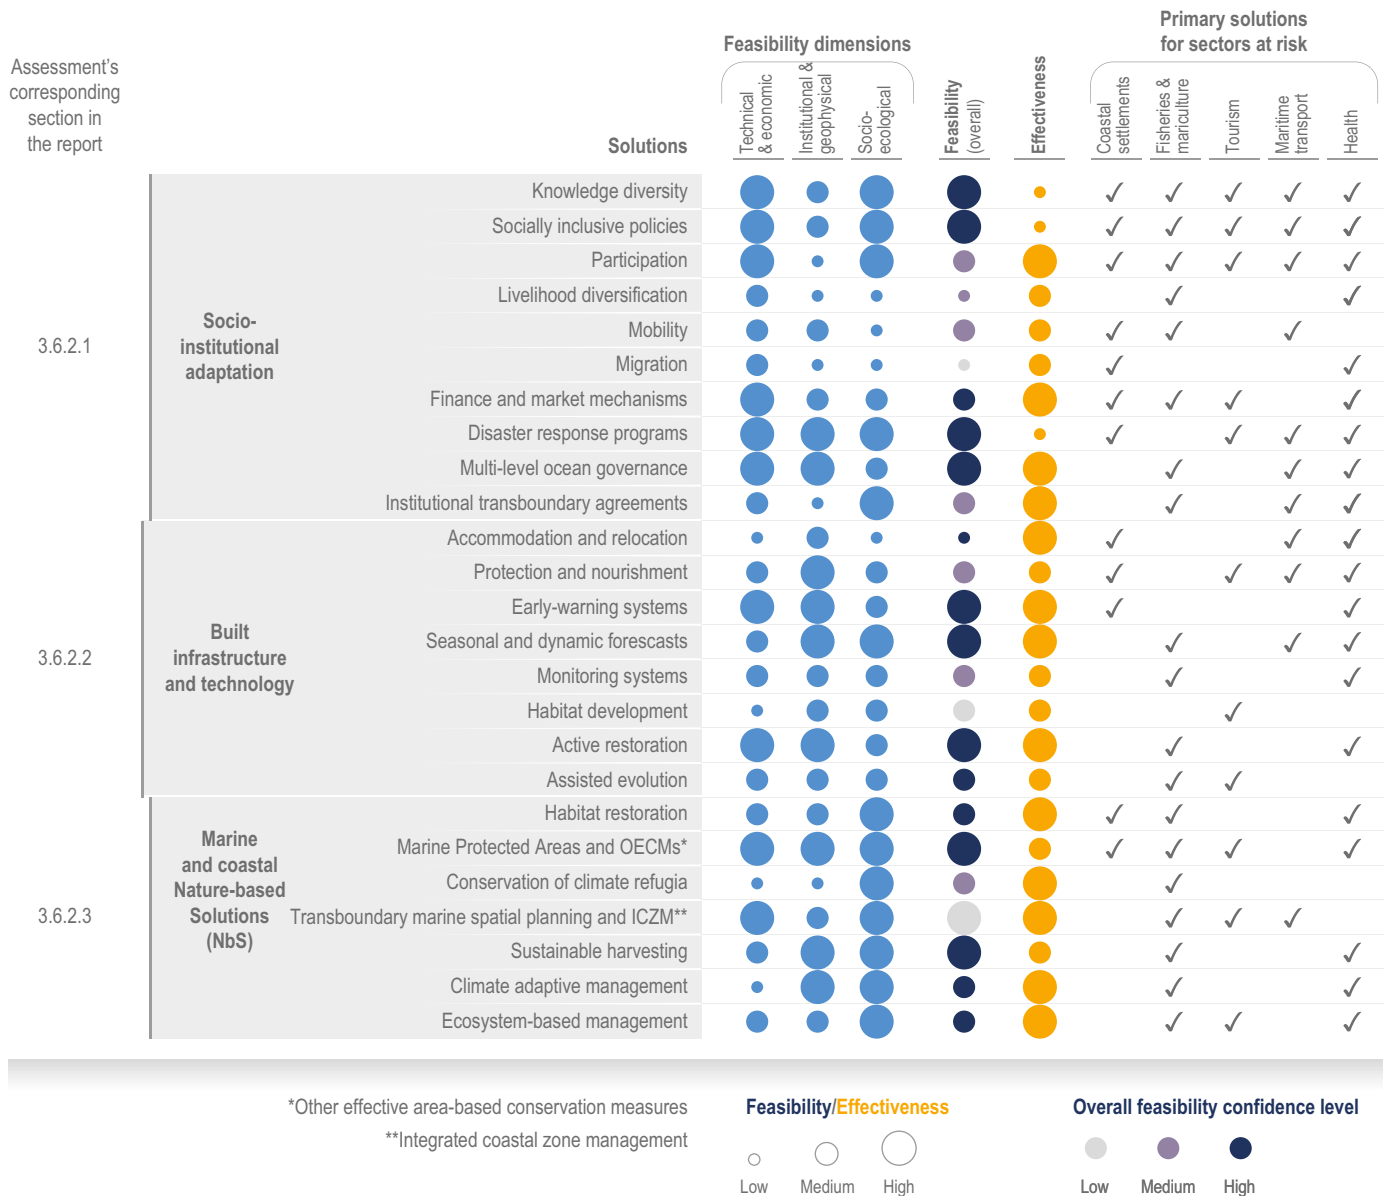 Primary solutions
for sectors at risk
Feasibility dimensions
Assessment's
corresponding
section in
the report
Solutions
Technical
& economic
Institutional &
geophysical
Socio-
ecological
Feasibility
(overall)
Effectiveness
Coastal
settlements
Fisheries &
mariculture
Tourism
Maritime
transport
Health
3.6.2.1
Socio-
institutional
adaptation
Knowledge diversity
Socially inclusive policies
Participation
Livelihood diversification
Mobility
Migration
Finance and market mechanisms
Disaster response programs
Multi-level ocean governance
Institutional transboundary agreements
3.6.2.2
Built
infrastructure
and technology
Accommodation and relocation
Protection and nourishment
Early-warning systems
Seasonal and dynamic forecasts
Monitoring systems
Habitat development
Active restoration
Assisted evolution
3.6.2.3
Marine
and coastal
Nature-based
Solutions
(NbS)
Habitat restoration
Marine Protected Areas and OECMs*
Conservation of climate refugia
Transboundary marine spatial planning and ICZM**
Sustainable harvesting
Climate adaptive management
Ecosystem-based management
*Other effective area-based conservation measures
**Integrated coastal zone management
Feasibility/Effectiveness
Low Medium High
Overall feasibility confidence level
Low Medium High